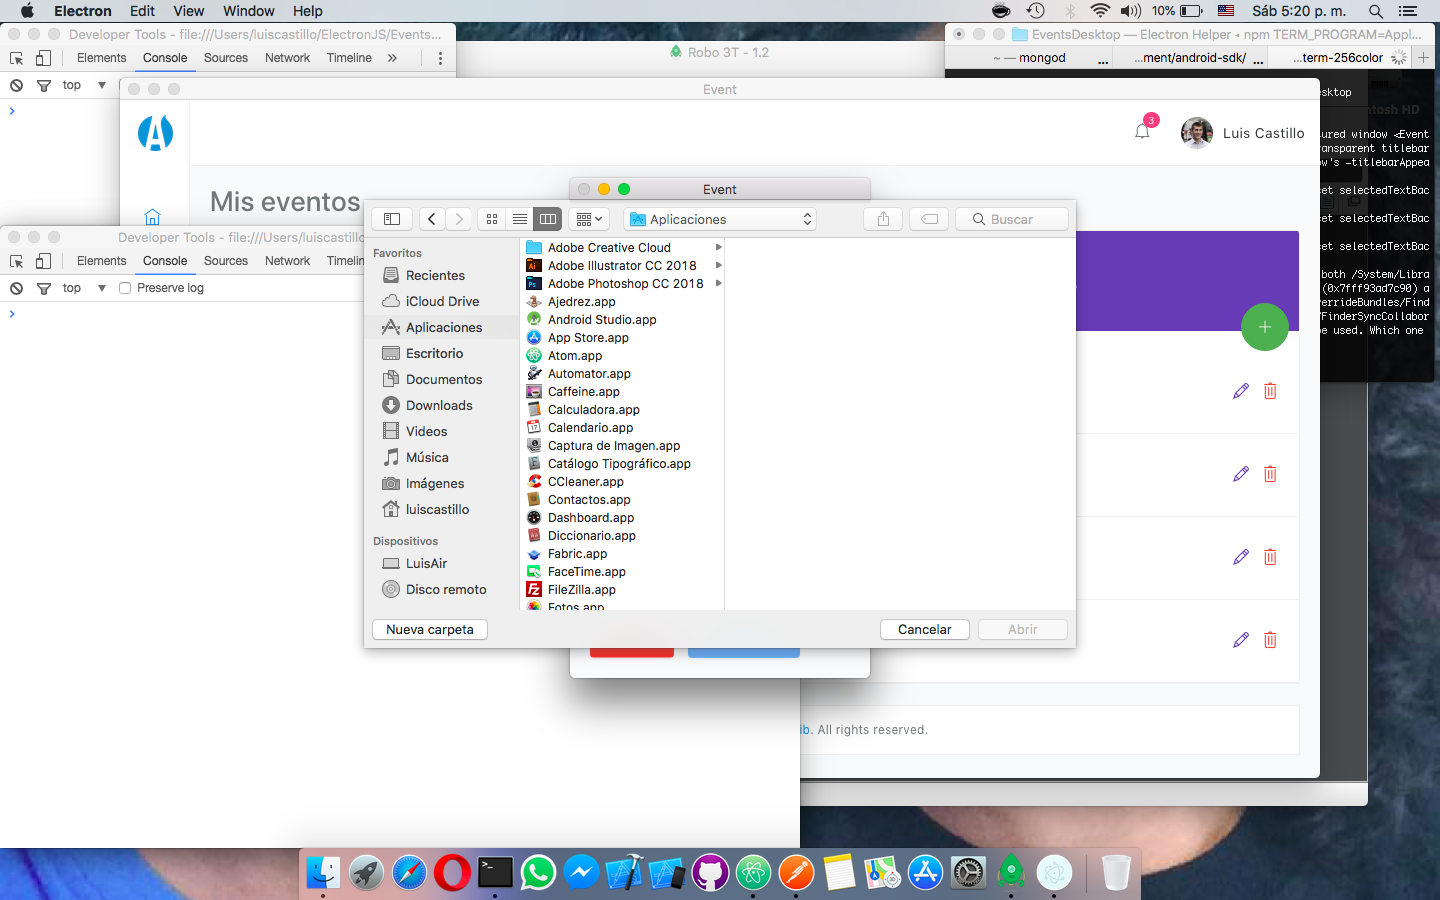 Electron Edit View Window Help 10% Sáb 5:20 p. m.
Developer Tools - file:///Users/luiscastillo/ElectronJS/Events...
Elements Console Sources Network Timeline »
top
Robo 3T - 1.2
EventsDesktop — Electron Helper ◂ npm TERM_PROGRAM=Appl...
~ — mongod ... ...ment/android-sdk/ ... ...term-256color
esktop
ntosh HD
Event
3
Luis Castillo
Mis eventos
ured window <Event
ransparent titlebar
ow's -titlebarAppea
et selectedTextBac
et selectedTextBac
et selectedTextBac
both /System/Libra
(0x7fff93ad7c90) a
verrideBundles/Find
/FinderSyncCollabor
e used. Which one
Developer Tools - file:///Users/luiscastillo
Elements Console Sources Network Timelin
top Preserve log
Event
Aplicaciones
Buscar
Favoritos
Recientes
iCloud Drive
Aplicaciones
Escritorio
Documentos
Downloads
Videos
Música
Imágenes
luiscastillo
Dispositivos
LuisAir
Disco remoto
Adobe Creative Cloud
Adobe Illustrator CC 2018
Adobe Photoshop CC 2018
Ajedrez.app
Android Studio.app
App Store.app
Atom.app
Automator.app
Caffeine.app
Calculadora.app
Calendario.app
Captura de Imagen.app
Catálogo Tipográfico.app
CCleaner.app
Contactos.app
Dashboard.app
Diccionario.app
Fabric.app
FaceTime.app
FileZilla.app
Fotos.app
Nueva carpeta
Cancelar
Abrir
ib. All rights reserved.